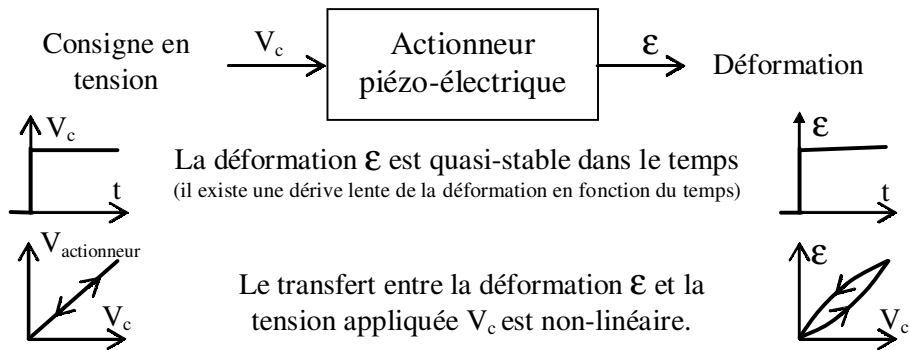 Consigne en
tension
V_c
Actionneur
piézo-électrique
ε
Déformation
V_c
t
La déformation ε est quasi-stable dans le temps
(il existe une dérive lente de la déformation en fonction du temps)
ε
t
V_actionneur
V_c
Le transfert entre la déformation ε et la
tension appliquée V_c est non-linéaire.
ε
V_c